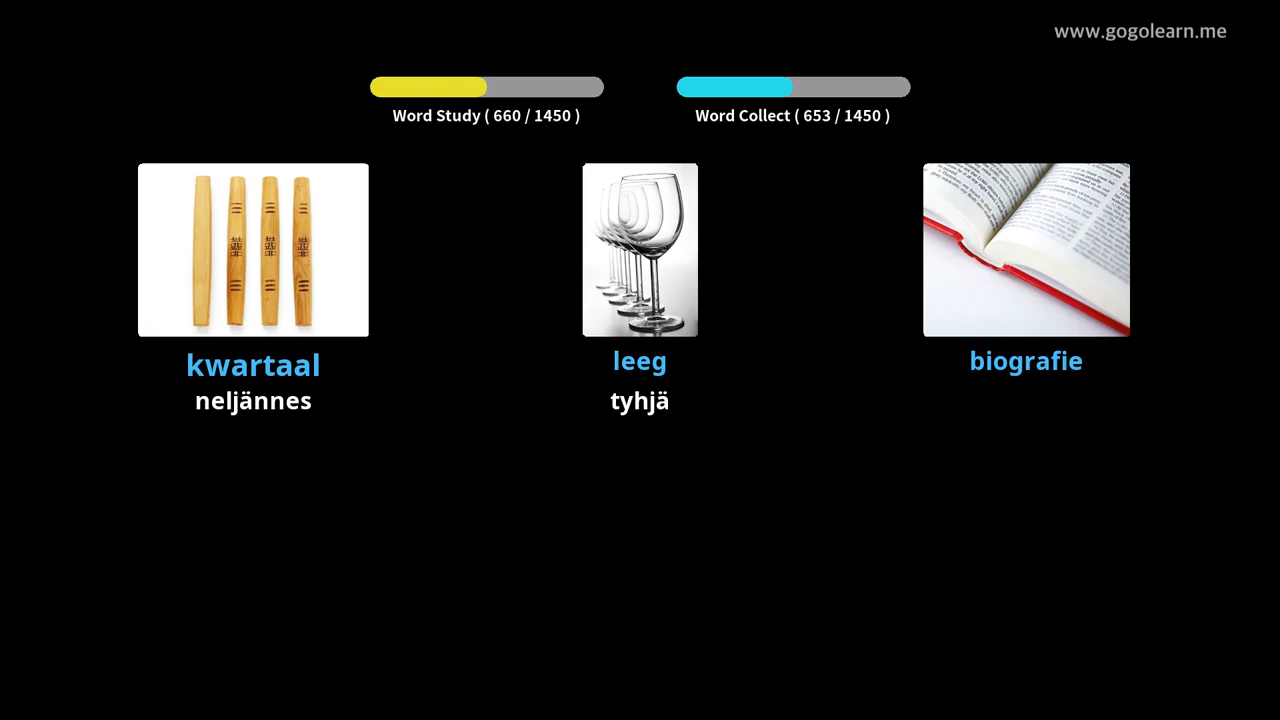 www.gogolearn.me
Word Study ( 660 / 1450 )
Word Collect ( 653 / 1450 )
kwartaal
neljännes
leeg
tyhjä
biografie